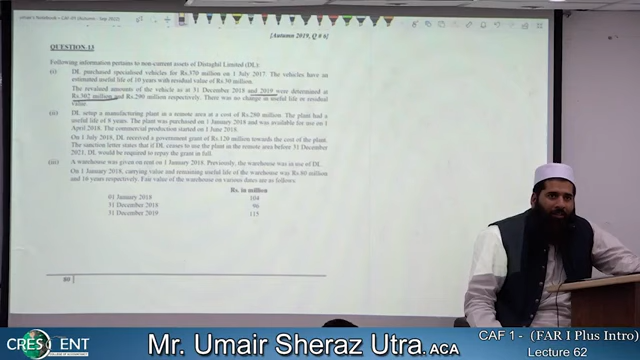 umair's Notebook
[Autumn 2019, Q # 6]
QUESTION-13
Following information pertains to non-current assets of Distagful Limited (DL):
(i) DL purchased specialised vehicles for Rs.370 million on 1 July 2017. The vehicles have an
estimated useful life of 10 years with residual value of Rs.30 million.
The revalued amounts of the vehicle as at 31 December 2018 and 2019 were determined at
Rs.302 million and Rs.290 million respectively. There was no change in useful life or residual
value.
(ii) DL setup a manufacturing plant in a remote area at a cost of Rs.280 million. The plant had a
useful life of 8 years. The plant was purchased on 1 January 2018 and was available for use on 1
April 2018. The commercial production started on 1 June 2018.
On 1 July 2018, DL received a government grant of Rs.120 million towards the cost of the plant.
The sanction letter states that if DL ceases to use the plant in the remote area before 31 December
2021, DL would be required to repay the grant in full.
(iii) A warehouse was given on rent on 1 January 2018. Previously, the warehouse was in use of DL.
On 1 January 2018, carrying value and remaining useful life of the warehouse was Rs.80 million
and 16 years respectively. Fair value of the warehouse on various dates are as follows:
Rs. in million
01 January 2018 104
31 December 2018 96
31 December 2019 115
80
CRESCENT
COLLEGE OF ACCOUNTANCY
Mr. Umair Sheraz Utra. ACA
CAF 1 - (FAR I Plus Intro)
Lecture 62